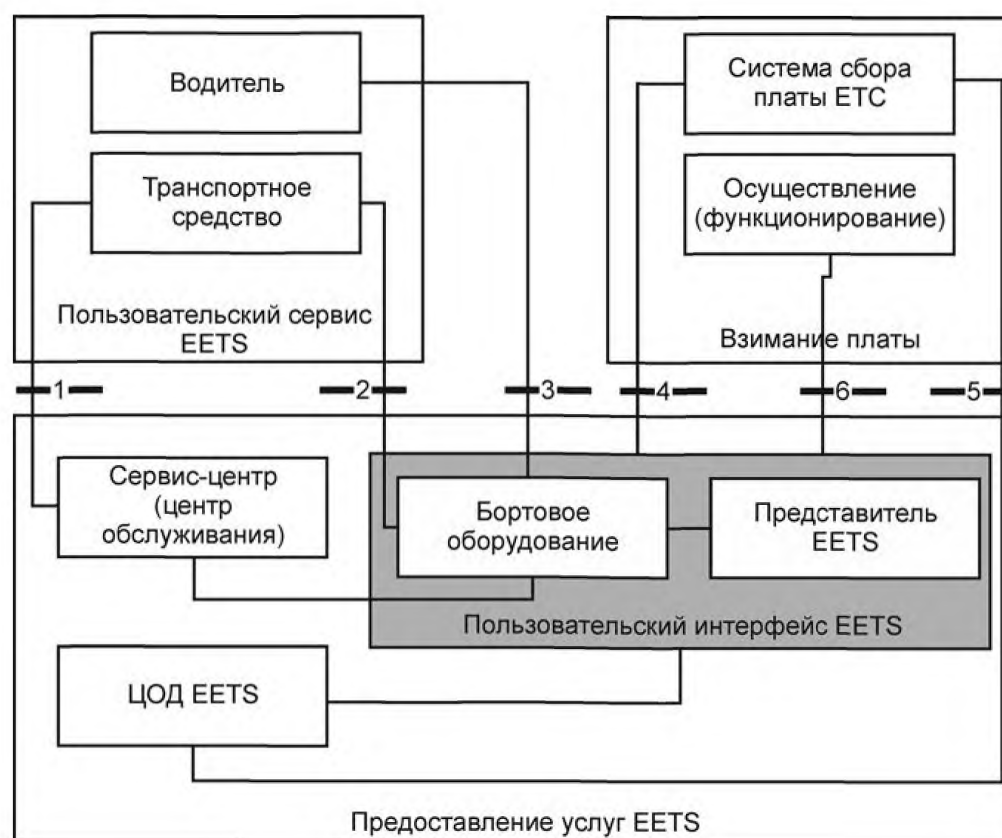 Водитель
Транспортное
средство
Пользовательский сервис
EETS
Система сбора
платы ETC
Осуществление
(функционирование)
Взимание платы
1
2
3
4
6
5
Сервис-центр
(центр
обслуживания)
Бортовое
оборудование
Представитель
EETS
Пользовательский интерфейс EETS
ЦОД EETS
Предоставление услуг EETS